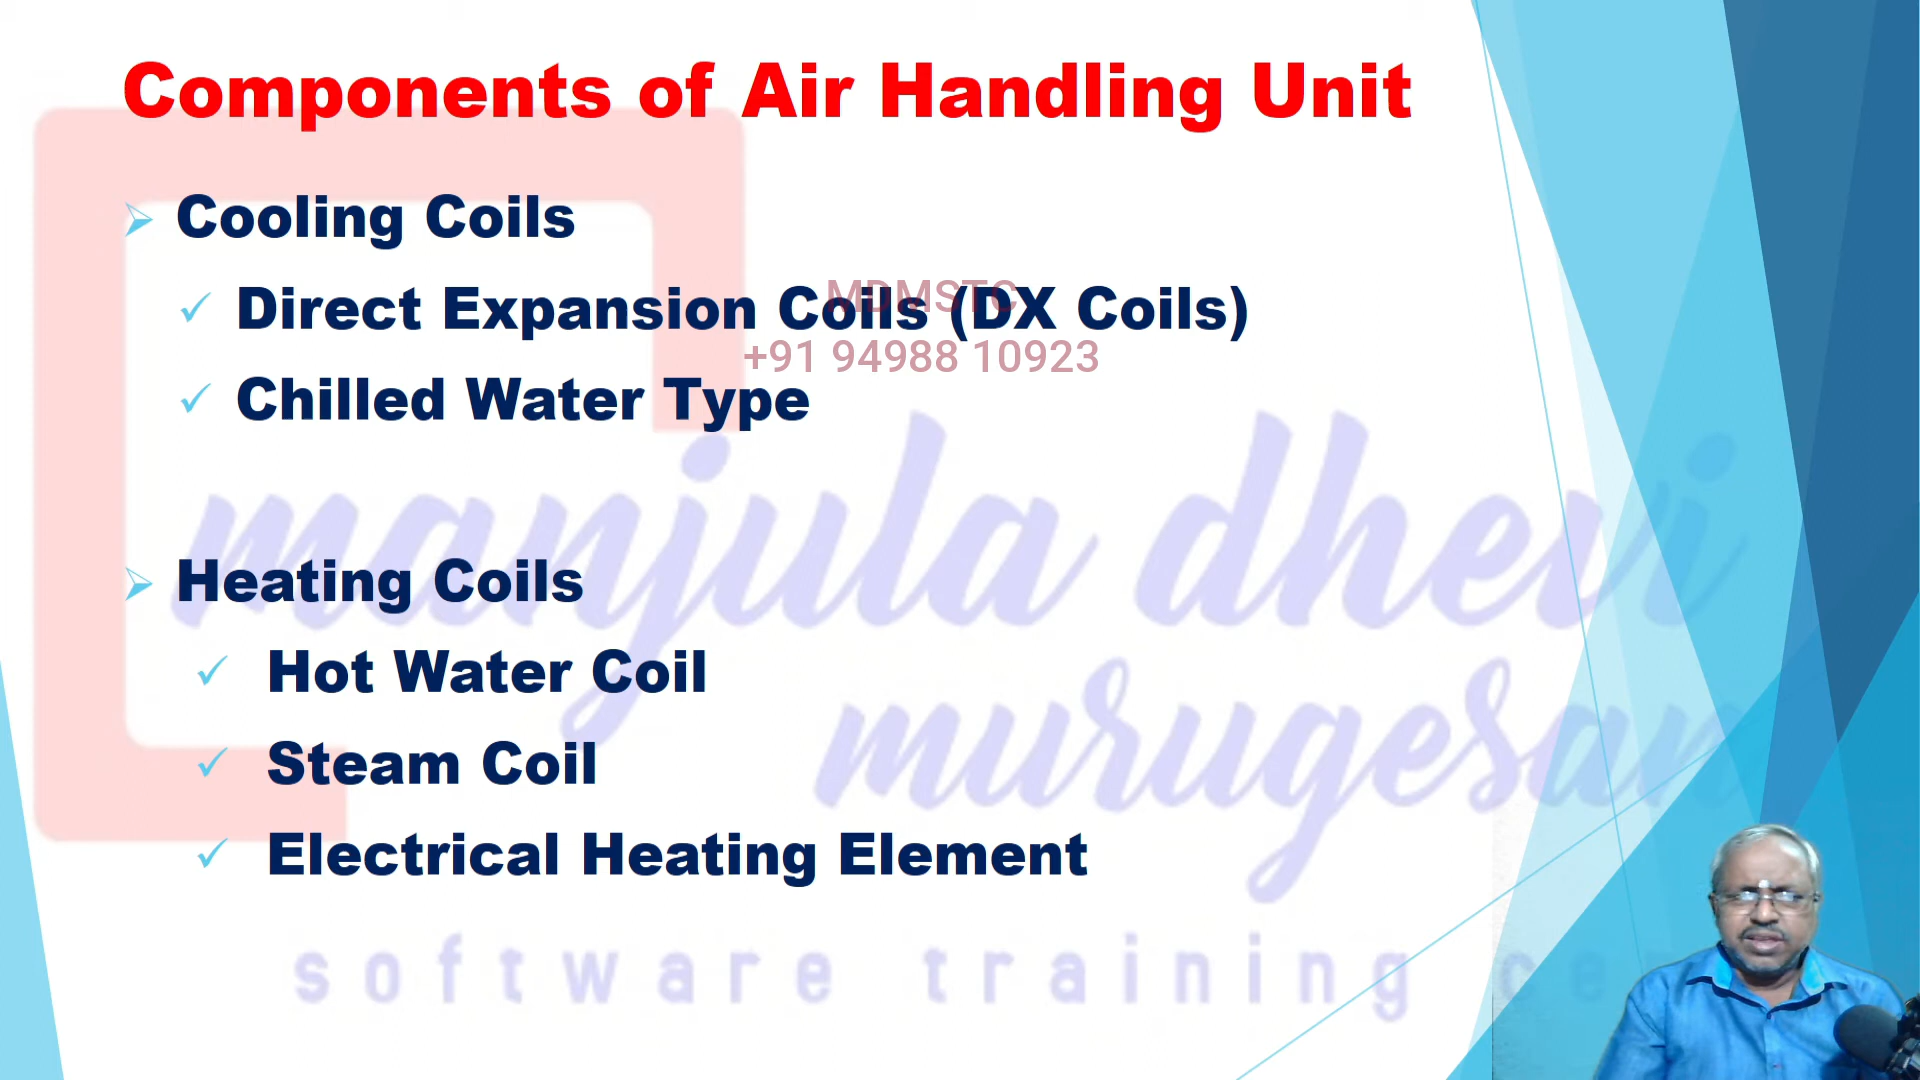 Components of Air Handling Unit
Cooling Coils
Direct Expansion Coils (DX Coils)
MDMSTC
+91 94988 10923
Chilled Water Type
manjula dhevi
Heating Coils
Hot Water Coil
murugesan
Steam Coil
Electrical Heating Element
software training ce